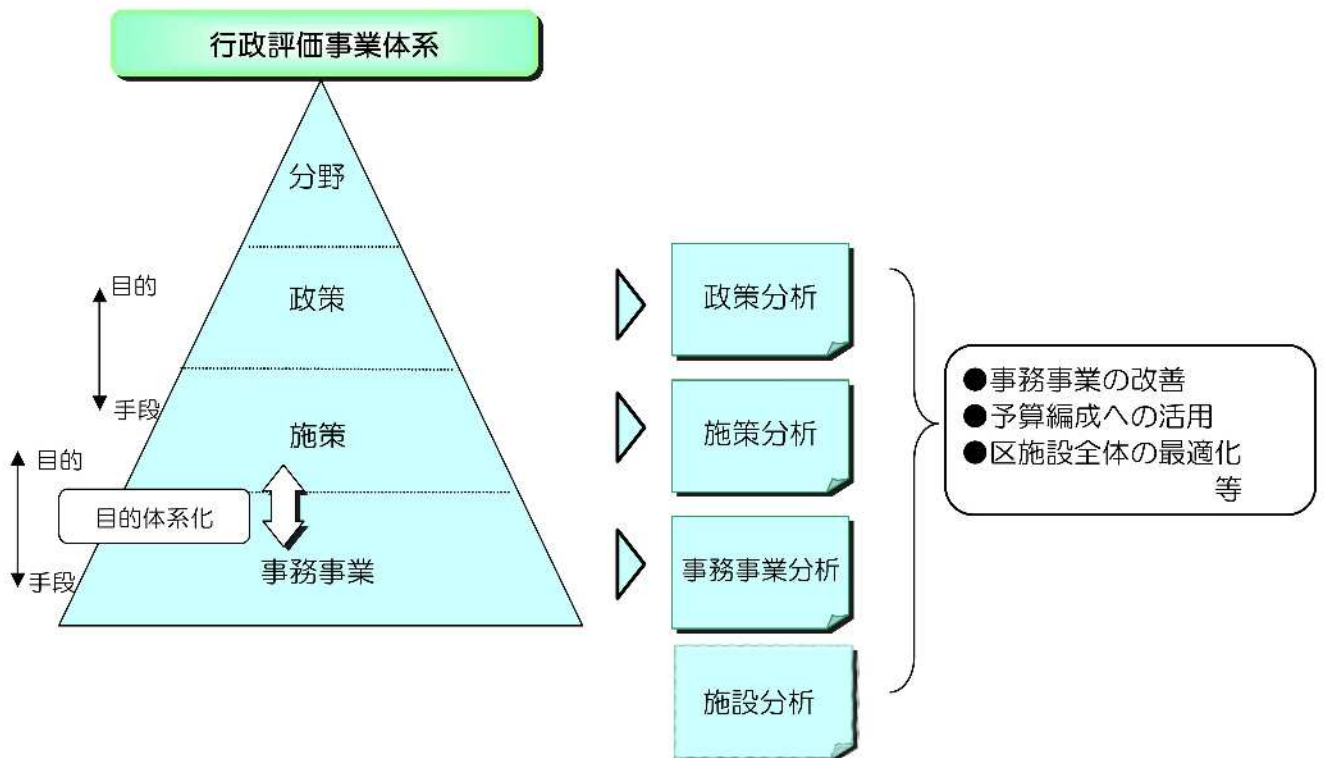 行政評価事業体系
分野
政策
施策
事務事業
目的
手段
目的
手段
目的体系化
政策分析
施策分析
事務事業分析
施設分析
●事務事業の改善
●予算編成への活用
●区施設全体の最適化
等